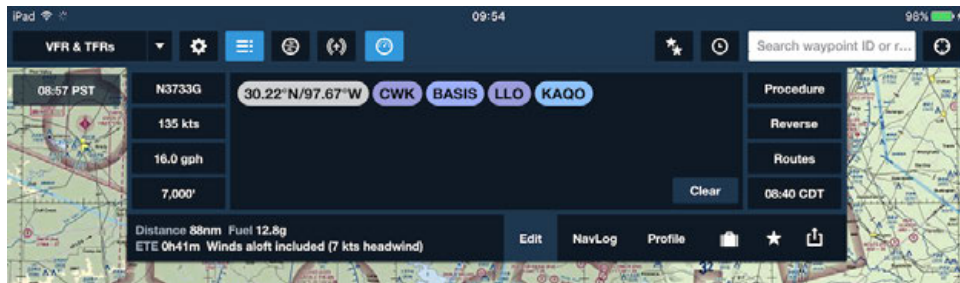 iPad 09:54 98%
VFR & TFRs Search waypoint ID or r...
08:57 PST N3733G 30.22°N/97.67°W CWK BASIS LLO KAQO Procedure
135 kts Reverse
16.0 gph Routes
7,000' Clear 08:40 CDT
Distance 88nm Fuel 12.8g
ETE 0h41m Winds aloft included (7 kts headwind) Edit NavLog Profile
32